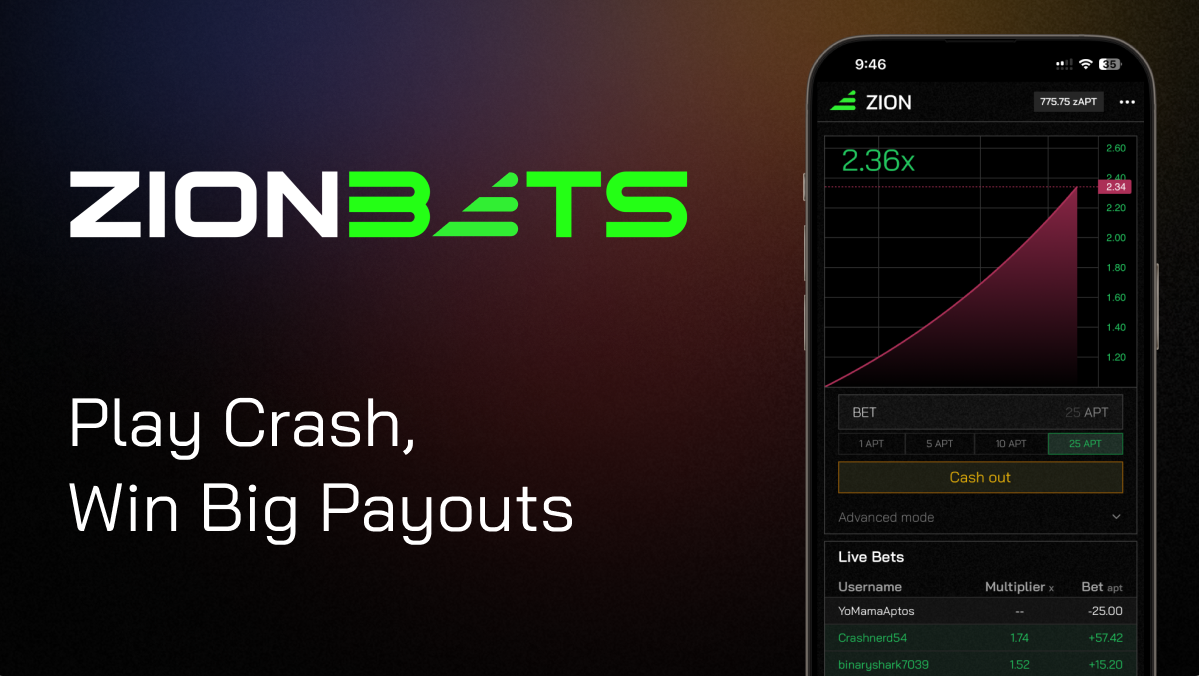 ZIONBETS
Play Crash,
Win Big Payouts
9:46
35
ZION
775.75 zAPT
2.36x
2.60
2.40
2.34
2.20
2.00
1.80
1.60
1.40
1.20
BET 25 APT
1 APT 5 APT 10 APT 25 APT
Cash out
Advanced mode
Live Bets
Username Multiplier x Bet apt
YoMamaAptos -- -25.00
Crashnerd54 1.74 +57.42
binaryshark7039 1.52 +15.20